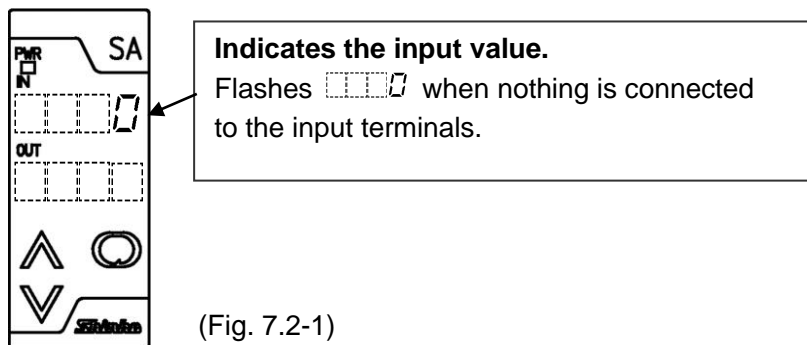 SA
PWR
IN
0
OUT
Indicates the input value.
Flashes 0 when nothing is connected
to the input terminals.
(Fig. 7.2-1)